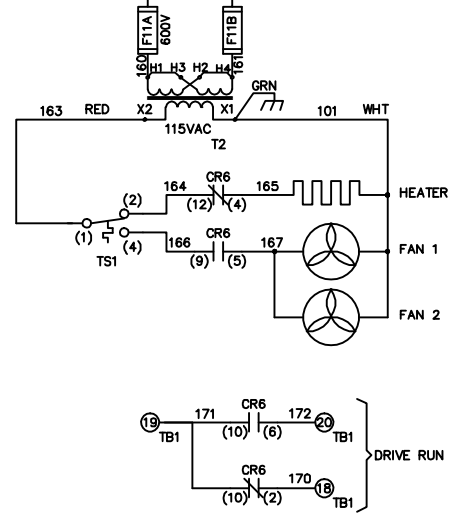 F11A
600V
F11B
160
161
H1 H3 H2 H4
GRN
163 RED X2 X1 101 WHT
115VAC
T2
CR6
164 165
(12) (4)
HEATER
(2)
(1)
(4)
TS1
CR6
166 167
(9) (5)
FAN 1
FAN 2
CR6
19 171 172 20
TB1 (10) (6) TB1
DRIVE RUN
CR6
170
(10) (2) 18
TB1